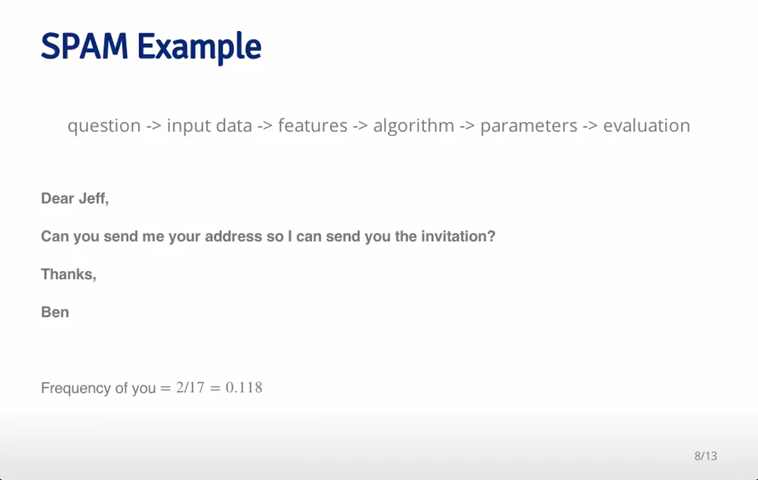 SPAM Example
question -> input data -> features -> algorithm -> parameters -> evaluation
Dear Jeff,
Can you send me your address so I can send you the invitation?
Thanks,
Ben
Frequency of you = 2/17 = 0.118
8/13